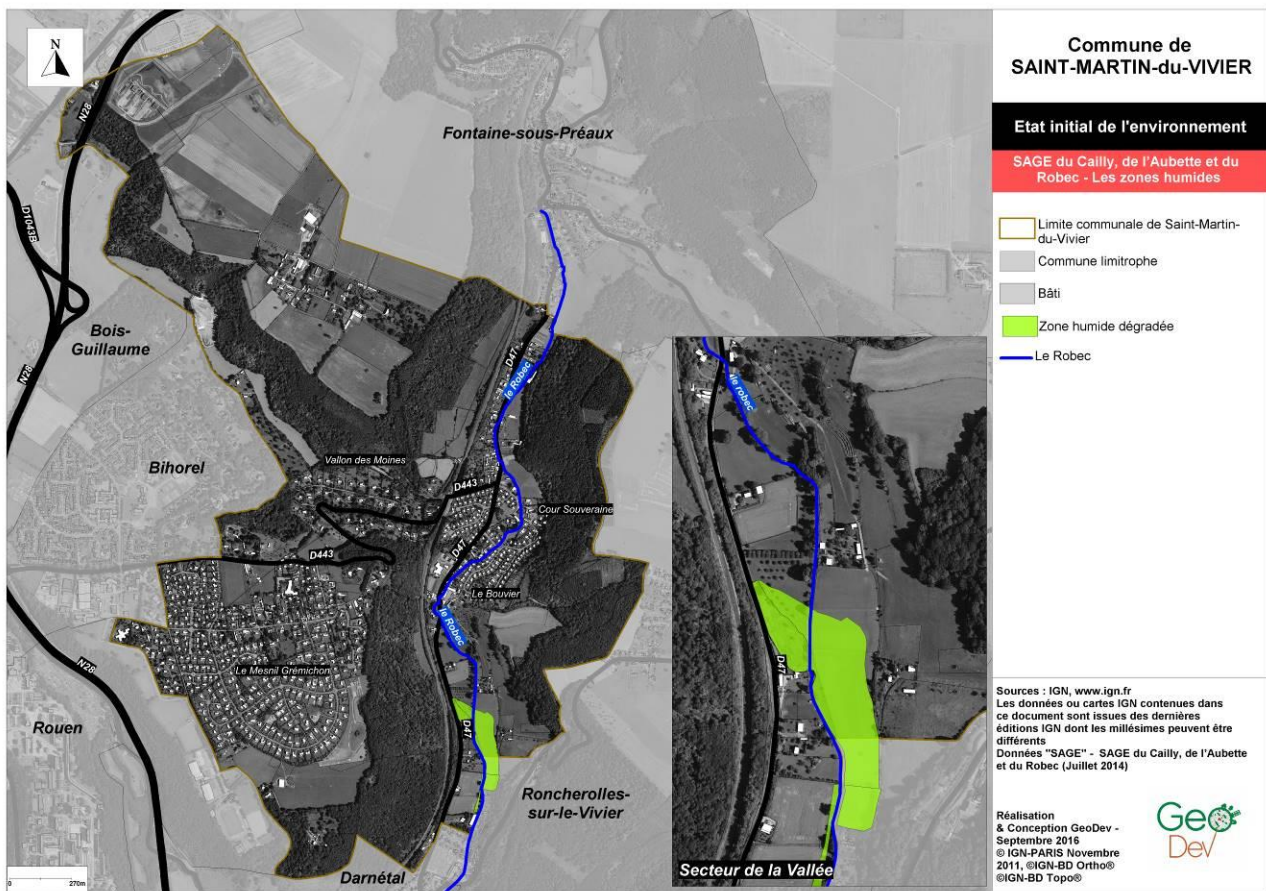 N
N28
Fontaine-sous-Préaux
D1043B
Bois-
Guillaume
N28
D47
le Robec
Bihorel
Vallon des Moines
D443
Cour Souveraine
D443
D47
Le Bouvier
le Robec
N28
Le Mesnil Grémichon
Rouen
D47
Roncherolles-
sur-le-Vivier
Darnétal
0 270m
le robec
D47
Secteur de la Vallée
Commune de
SAINT-MARTIN-du-VIVIER
Etat initial de l'environnement
SAGE du Cailly, de l'Aubette et du
Robec - Les zones humides
Limite communale de Saint-Martin-
du-Vivier
Commune limitrophe
Bâti
Zone humide dégradée
Le Robec
Sources : IGN, www.ign.fr
Les données ou cartes IGN contenues dans
ce document sont issues des dernières
éditions IGN dont les millésimes peuvent être
différents
Données "SAGE" - SAGE du Cailly, de l'Aubette
et du Robec (Juillet 2014)
Réalisation
& Conception GeoDev -
Septembre 2016
© IGN-PARIS Novembre
2011, ©IGN-BD Ortho®
©IGN-BD Topo®
Geo
Dev